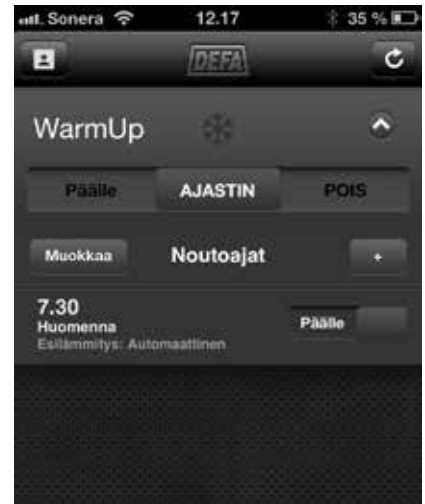 Sonera 12.17 35 %
DEFA
WarmUp
Päälle AJASTIN POIS
Muokkaa Noutoajat +
7.30
Huomenna Päälle
Esilämmitys: Automaattinen